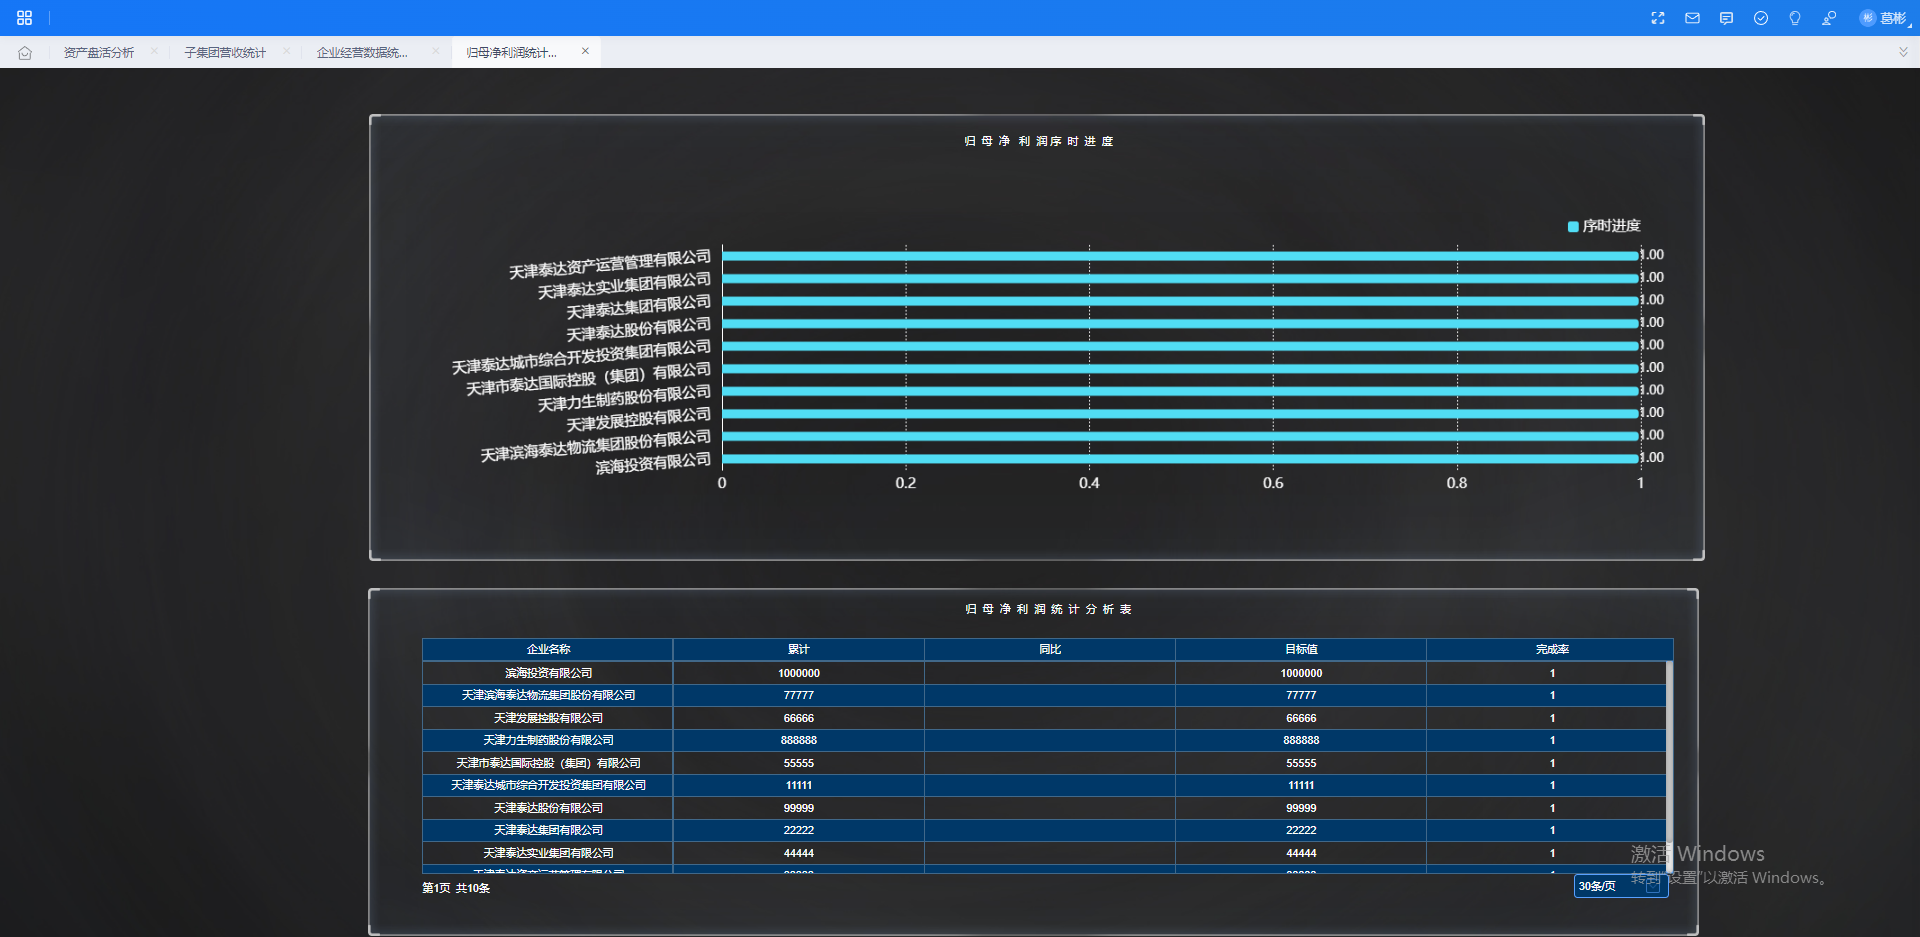 彬 葛彬
资产盘活分析 子集团营收统计 企业经营数据统... 归母净利润统计...
归母净利润序时进度
序时进度
天津泰达资产运营管理有限公司 1.00
天津泰达实业集团有限公司 1.00
天津泰达集团有限公司 1.00
天津泰达股份有限公司 1.00
天津泰达城市综合开发投资集团有限公司 1.00
天津市泰达国际控股（集团）有限公司 1.00
天津力生制药股份有限公司 1.00
天津发展控股有限公司 1.00
天津滨海泰达物流集团股份有限公司 1.00
滨海投资有限公司 1.00
0 0.2 0.4 0.6 0.8 1
归母净利润统计分析表
企业名称 累计 同比 目标值 完成率
滨海投资有限公司 1000000 1000000 1
天津滨海泰达物流集团股份有限公司 77777 77777 1
天津发展控股有限公司 66666 66666 1
天津力生制药股份有限公司 888888 888888 1
天津市泰达国际控股（集团）有限公司 55555 55555 1
天津泰达城市综合开发投资集团有限公司 11111 11111 1
天津泰达股份有限公司 99999 99999 1
天津泰达集团有限公司 22222 22222 1
天津泰达实业集团有限公司 44444 44444 1
天津泰达资产运营管理有限公司
第1页 共10条
30条/页
激活 Windows
转到"设置"以激活 Windows。